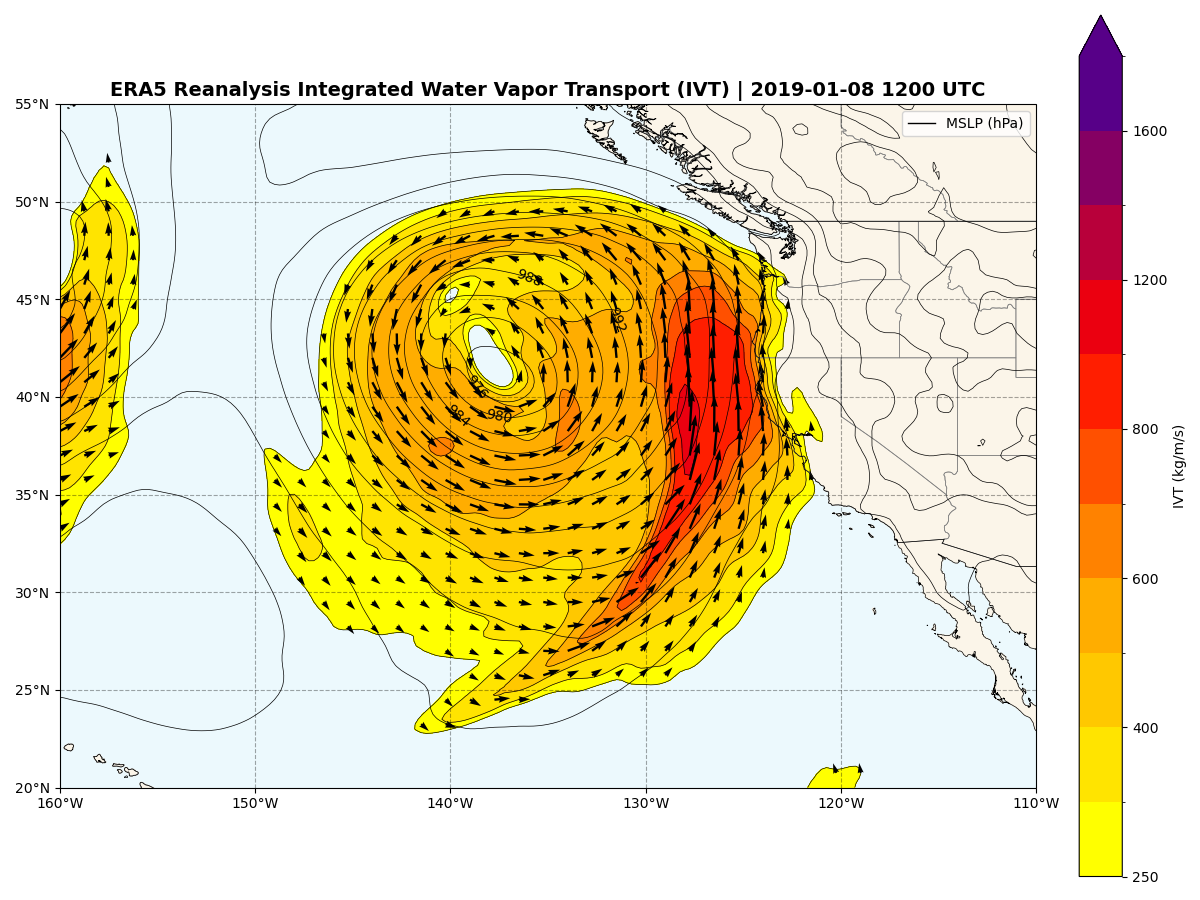 ERA5 Reanalysis Integrated Water Vapor Transport (IVT) | 2019-01-08 1200 UTC
MSLP (hPa)
55°N
50°N
45°N
40°N
35°N
30°N
25°N
20°N
160°W
150°W
140°W
130°W
120°W
110°W
988
992
976
984
980
1600
1200
800
600
400
250
IVT (kg/m/s)